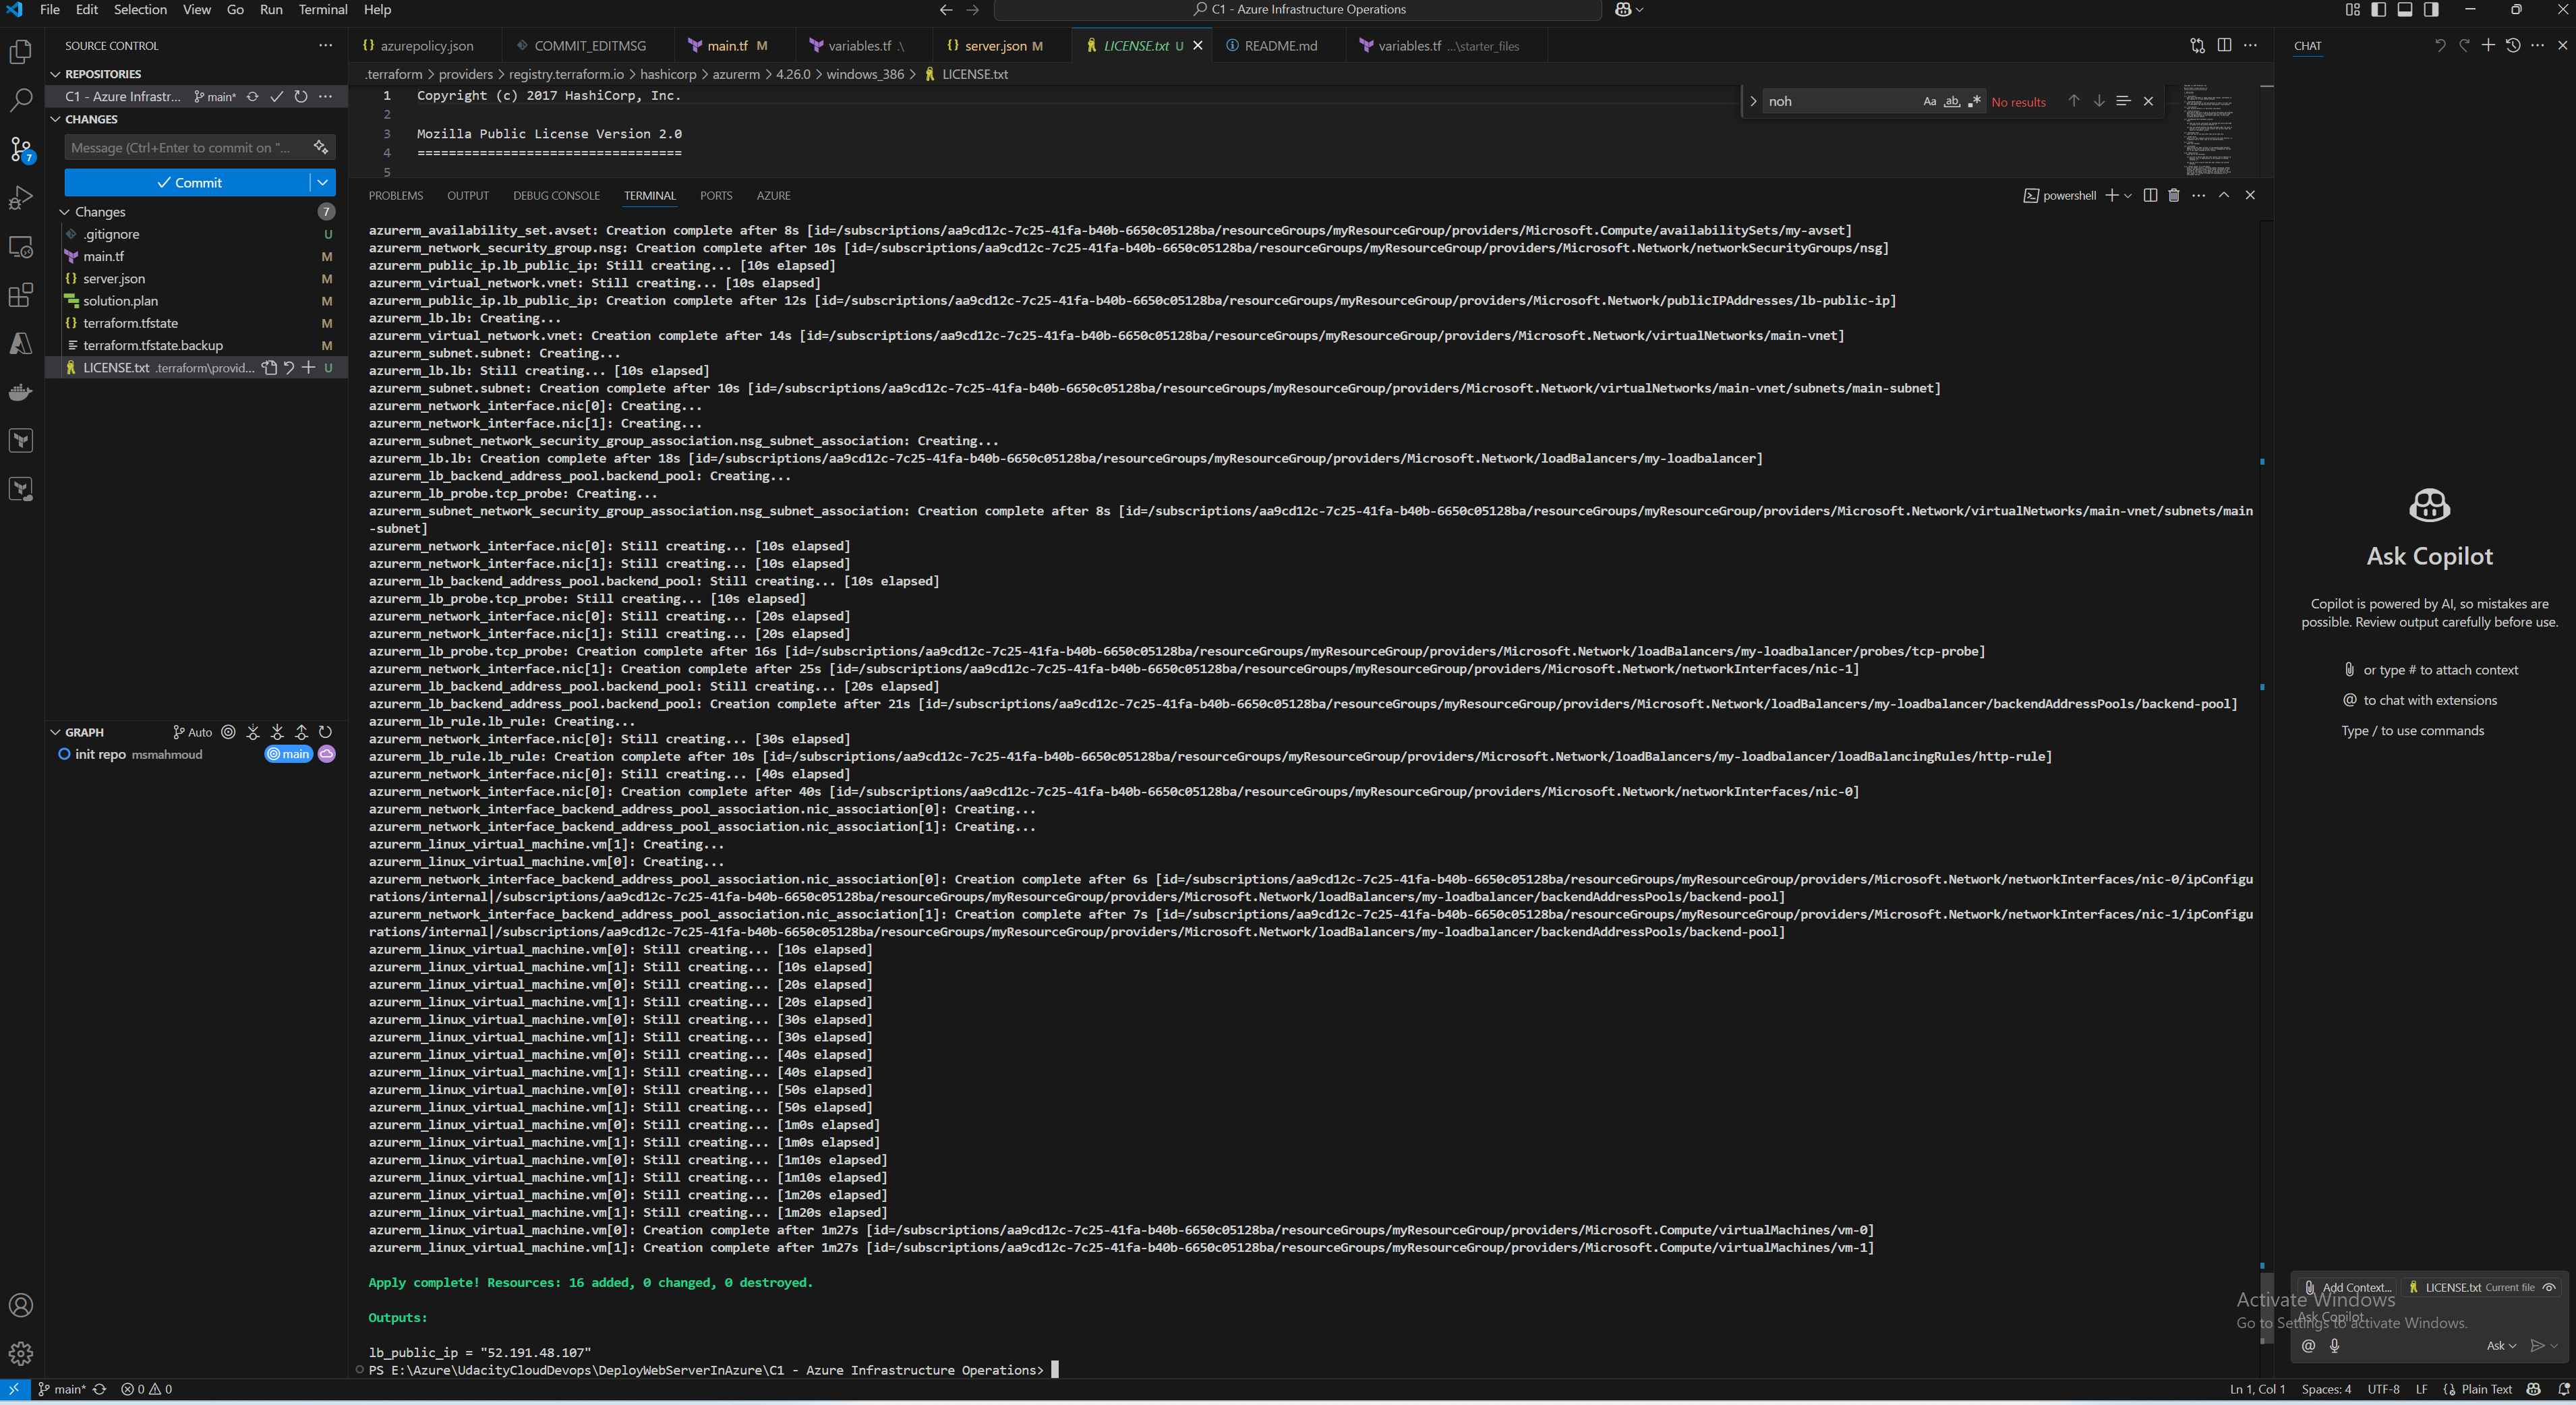 File Edit Selection View Go Run Terminal Help
C1 - Azure Infrastructure Operations
SOURCE CONTROL
REPOSITORIES
C1 - Azure Infrastr... main*
CHANGES
Message (Ctrl+Enter to commit on "...
Commit
Changes 7
.gitignore U
main.tf M
server.json M
solution.plan M
terraform.tfstate M
terraform.tfstate.backup M
LICENSE.txt .terraform\provid... U
GRAPH Auto
init repo msmahmoud main
azurepolicy.json COMMIT_EDITMSG main.tf M variables.tf .\ server.json M LICENSE.txt U README.md variables.tf ...\starter_files
.terraform > providers > registry.terraform.io > hashicorp > azurerm > 4.26.0 > windows_386 > LICENSE.txt
1 Copyright (c) 2017 HashiCorp, Inc.
2
3 Mozilla Public License Version 2.0
4 ==================================
5
noh Aa ab .* No results
PROBLEMS OUTPUT DEBUG CONSOLE TERMINAL PORTS AZURE
powershell
azurerm_availability_set.avset: Creation complete after 8s [id=/subscriptions/aa9cd12c-7c25-41fa-b40b-6650c05128ba/resourceGroups/myResourceGroup/providers/Microsoft.Compute/availabilitySets/my-avset]
azurerm_network_security_group.nsg: Creation complete after 10s [id=/subscriptions/aa9cd12c-7c25-41fa-b40b-6650c05128ba/resourceGroups/myResourceGroup/providers/Microsoft.Network/networkSecurityGroups/nsg]
azurerm_public_ip.lb_public_ip: Still creating... [10s elapsed]
azurerm_virtual_network.vnet: Still creating... [10s elapsed]
azurerm_public_ip.lb_public_ip: Creation complete after 12s [id=/subscriptions/aa9cd12c-7c25-41fa-b40b-6650c05128ba/resourceGroups/myResourceGroup/providers/Microsoft.Network/publicIPAddresses/lb-public-ip]
azurerm_lb.lb: Creating...
azurerm_virtual_network.vnet: Creation complete after 14s [id=/subscriptions/aa9cd12c-7c25-41fa-b40b-6650c05128ba/resourceGroups/myResourceGroup/providers/Microsoft.Network/virtualNetworks/main-vnet]
azurerm_subnet.subnet: Creating...
azurerm_lb.lb: Still creating... [10s elapsed]
azurerm_subnet.subnet: Creation complete after 10s [id=/subscriptions/aa9cd12c-7c25-41fa-b40b-6650c05128ba/resourceGroups/myResourceGroup/providers/Microsoft.Network/virtualNetworks/main-vnet/subnets/main-subnet]
azurerm_network_interface.nic[0]: Creating...
azurerm_network_interface.nic[1]: Creating...
azurerm_subnet_network_security_group_association.nsg_subnet_association: Creating...
azurerm_lb.lb: Creation complete after 18s [id=/subscriptions/aa9cd12c-7c25-41fa-b40b-6650c05128ba/resourceGroups/myResourceGroup/providers/Microsoft.Network/loadBalancers/my-loadbalancer]
azurerm_lb_backend_address_pool.backend_pool: Creating...
azurerm_lb_probe.tcp_probe: Creating...
azurerm_subnet_network_security_group_association.nsg_subnet_association: Creation complete after 8s [id=/subscriptions/aa9cd12c-7c25-41fa-b40b-6650c05128ba/resourceGroups/myResourceGroup/providers/Microsoft.Network/virtualNetworks/main-vnet/subnets/main
-subnet]
azurerm_network_interface.nic[0]: Still creating... [10s elapsed]
azurerm_network_interface.nic[1]: Still creating... [10s elapsed]
azurerm_lb_backend_address_pool.backend_pool: Still creating... [10s elapsed]
azurerm_lb_probe.tcp_probe: Still creating... [10s elapsed]
azurerm_network_interface.nic[0]: Still creating... [20s elapsed]
azurerm_network_interface.nic[1]: Still creating... [20s elapsed]
azurerm_lb_probe.tcp_probe: Creation complete after 16s [id=/subscriptions/aa9cd12c-7c25-41fa-b40b-6650c05128ba/resourceGroups/myResourceGroup/providers/Microsoft.Network/loadBalancers/my-loadbalancer/probes/tcp-probe]
azurerm_network_interface.nic[1]: Creation complete after 25s [id=/subscriptions/aa9cd12c-7c25-41fa-b40b-6650c05128ba/resourceGroups/myResourceGroup/providers/Microsoft.Network/networkInterfaces/nic-1]
azurerm_lb_backend_address_pool.backend_pool: Still creating... [20s elapsed]
azurerm_lb_backend_address_pool.backend_pool: Creation complete after 21s [id=/subscriptions/aa9cd12c-7c25-41fa-b40b-6650c05128ba/resourceGroups/myResourceGroup/providers/Microsoft.Network/loadBalancers/my-loadbalancer/backendAddressPools/backend-pool]
azurerm_lb_rule.lb_rule: Creating...
azurerm_network_interface.nic[0]: Still creating... [30s elapsed]
azurerm_lb_rule.lb_rule: Creation complete after 10s [id=/subscriptions/aa9cd12c-7c25-41fa-b40b-6650c05128ba/resourceGroups/myResourceGroup/providers/Microsoft.Network/loadBalancers/my-loadbalancer/loadBalancingRules/http-rule]
azurerm_network_interface.nic[0]: Still creating... [40s elapsed]
azurerm_network_interface.nic[0]: Creation complete after 40s [id=/subscriptions/aa9cd12c-7c25-41fa-b40b-6650c05128ba/resourceGroups/myResourceGroup/providers/Microsoft.Network/networkInterfaces/nic-0]
azurerm_network_interface_backend_address_pool_association.nic_association[0]: Creating...
azurerm_network_interface_backend_address_pool_association.nic_association[1]: Creating...
azurerm_linux_virtual_machine.vm[1]: Creating...
azurerm_linux_virtual_machine.vm[0]: Creating...
azurerm_network_interface_backend_address_pool_association.nic_association[0]: Creation complete after 6s [id=/subscriptions/aa9cd12c-7c25-41fa-b40b-6650c05128ba/resourceGroups/myResourceGroup/providers/Microsoft.Network/networkInterfaces/nic-0/ipConfigu
rations/internal|/subscriptions/aa9cd12c-7c25-41fa-b40b-6650c05128ba/resourceGroups/myResourceGroup/providers/Microsoft.Network/loadBalancers/my-loadbalancer/backendAddressPools/backend-pool]
azurerm_network_interface_backend_address_pool_association.nic_association[1]: Creation complete after 7s [id=/subscriptions/aa9cd12c-7c25-41fa-b40b-6650c05128ba/resourceGroups/myResourceGroup/providers/Microsoft.Network/networkInterfaces/nic-1/ipConfigu
rations/internal|/subscriptions/aa9cd12c-7c25-41fa-b40b-6650c05128ba/resourceGroups/myResourceGroup/providers/Microsoft.Network/loadBalancers/my-loadbalancer/backendAddressPools/backend-pool]
azurerm_linux_virtual_machine.vm[0]: Still creating... [10s elapsed]
azurerm_linux_virtual_machine.vm[1]: Still creating... [10s elapsed]
azurerm_linux_virtual_machine.vm[0]: Still creating... [20s elapsed]
azurerm_linux_virtual_machine.vm[1]: Still creating... [20s elapsed]
azurerm_linux_virtual_machine.vm[0]: Still creating... [30s elapsed]
azurerm_linux_virtual_machine.vm[1]: Still creating... [30s elapsed]
azurerm_linux_virtual_machine.vm[0]: Still creating... [40s elapsed]
azurerm_linux_virtual_machine.vm[1]: Still creating... [40s elapsed]
azurerm_linux_virtual_machine.vm[0]: Still creating... [50s elapsed]
azurerm_linux_virtual_machine.vm[1]: Still creating... [50s elapsed]
azurerm_linux_virtual_machine.vm[0]: Still creating... [1m0s elapsed]
azurerm_linux_virtual_machine.vm[1]: Still creating... [1m0s elapsed]
azurerm_linux_virtual_machine.vm[0]: Still creating... [1m10s elapsed]
azurerm_linux_virtual_machine.vm[1]: Still creating... [1m10s elapsed]
azurerm_linux_virtual_machine.vm[0]: Still creating... [1m20s elapsed]
azurerm_linux_virtual_machine.vm[1]: Still creating... [1m20s elapsed]
azurerm_linux_virtual_machine.vm[0]: Creation complete after 1m27s [id=/subscriptions/aa9cd12c-7c25-41fa-b40b-6650c05128ba/resourceGroups/myResourceGroup/providers/Microsoft.Compute/virtualMachines/vm-0]
azurerm_linux_virtual_machine.vm[1]: Creation complete after 1m27s [id=/subscriptions/aa9cd12c-7c25-41fa-b40b-6650c05128ba/resourceGroups/myResourceGroup/providers/Microsoft.Compute/virtualMachines/vm-1]
Apply complete! Resources: 16 added, 0 changed, 0 destroyed.
Outputs:
lb_public_ip = "52.191.48.107"
PS E:\Azure\UdacityCloudDevops\DeployWebServerInAzure\C1 - Azure Infrastructure Operations>
CHAT
Ask Copilot
Copilot is powered by AI, so mistakes are
possible. Review output carefully before use.
or type # to attach context
@ to chat with extensions
Type / to use commands
Add Context... LICENSE.txt Current file
Ask Copilot
Activate Windows
Go to Settings to activate Windows.
@ Ask
main* 0 0
Ln 1, Col 1 Spaces: 4 UTF-8 LF Plain Text